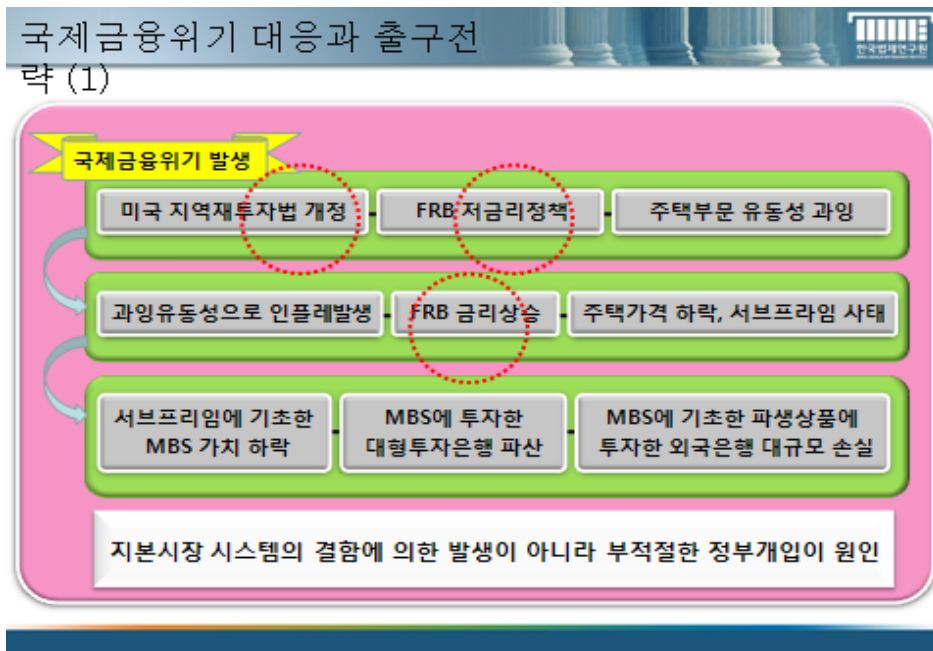 국제금융위기 대응과 출구전
략 (1)
한국법제연구원
국제금융위기 발생
미국 지역재투자법 개정
FRB 저금리정책
주택부문 유동성 과잉
과잉유동성으로 인플레발생
FRB 금리상승
주택가격 하락, 서브프라임 사태
서브프리임에 기초한
MBS 가치 하락
MBS에 투자한
대형투자은행 파산
MBS에 기초한 파생상품에
투자한 외국은행 대규모 손실
지본시장 시스템의 결함에 의한 발생이 아니라 부적절한 정부개입이 원인